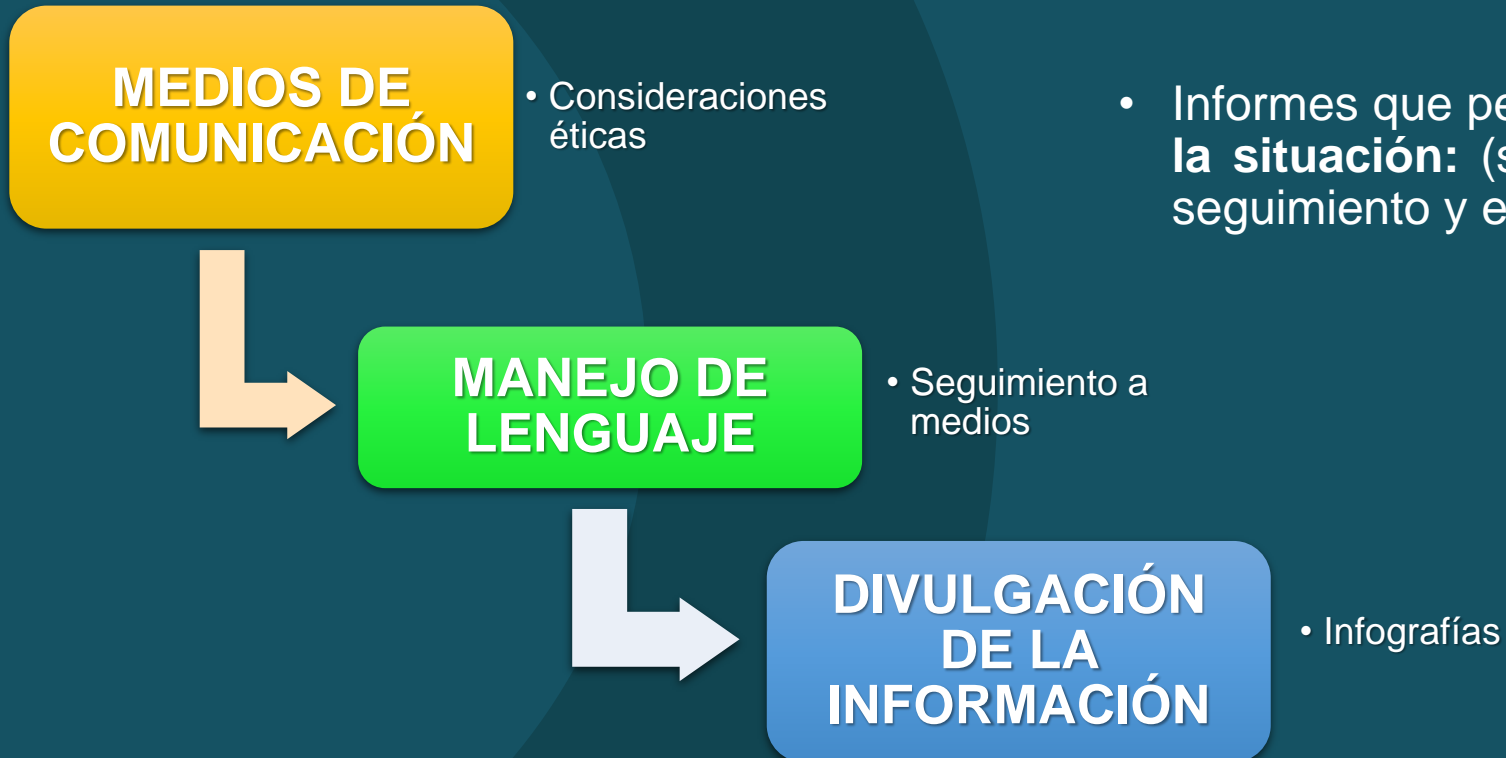 MEDIOS DE
COMUNICACIÓN
• Consideraciones
éticas
• Informes que
la situación:
seguimiento y
MANEJO DE
LENGUAJE
• Seguimiento a
medios
DIVULGACIÓN
DE LA
INFORMACIÓN
• Infografías